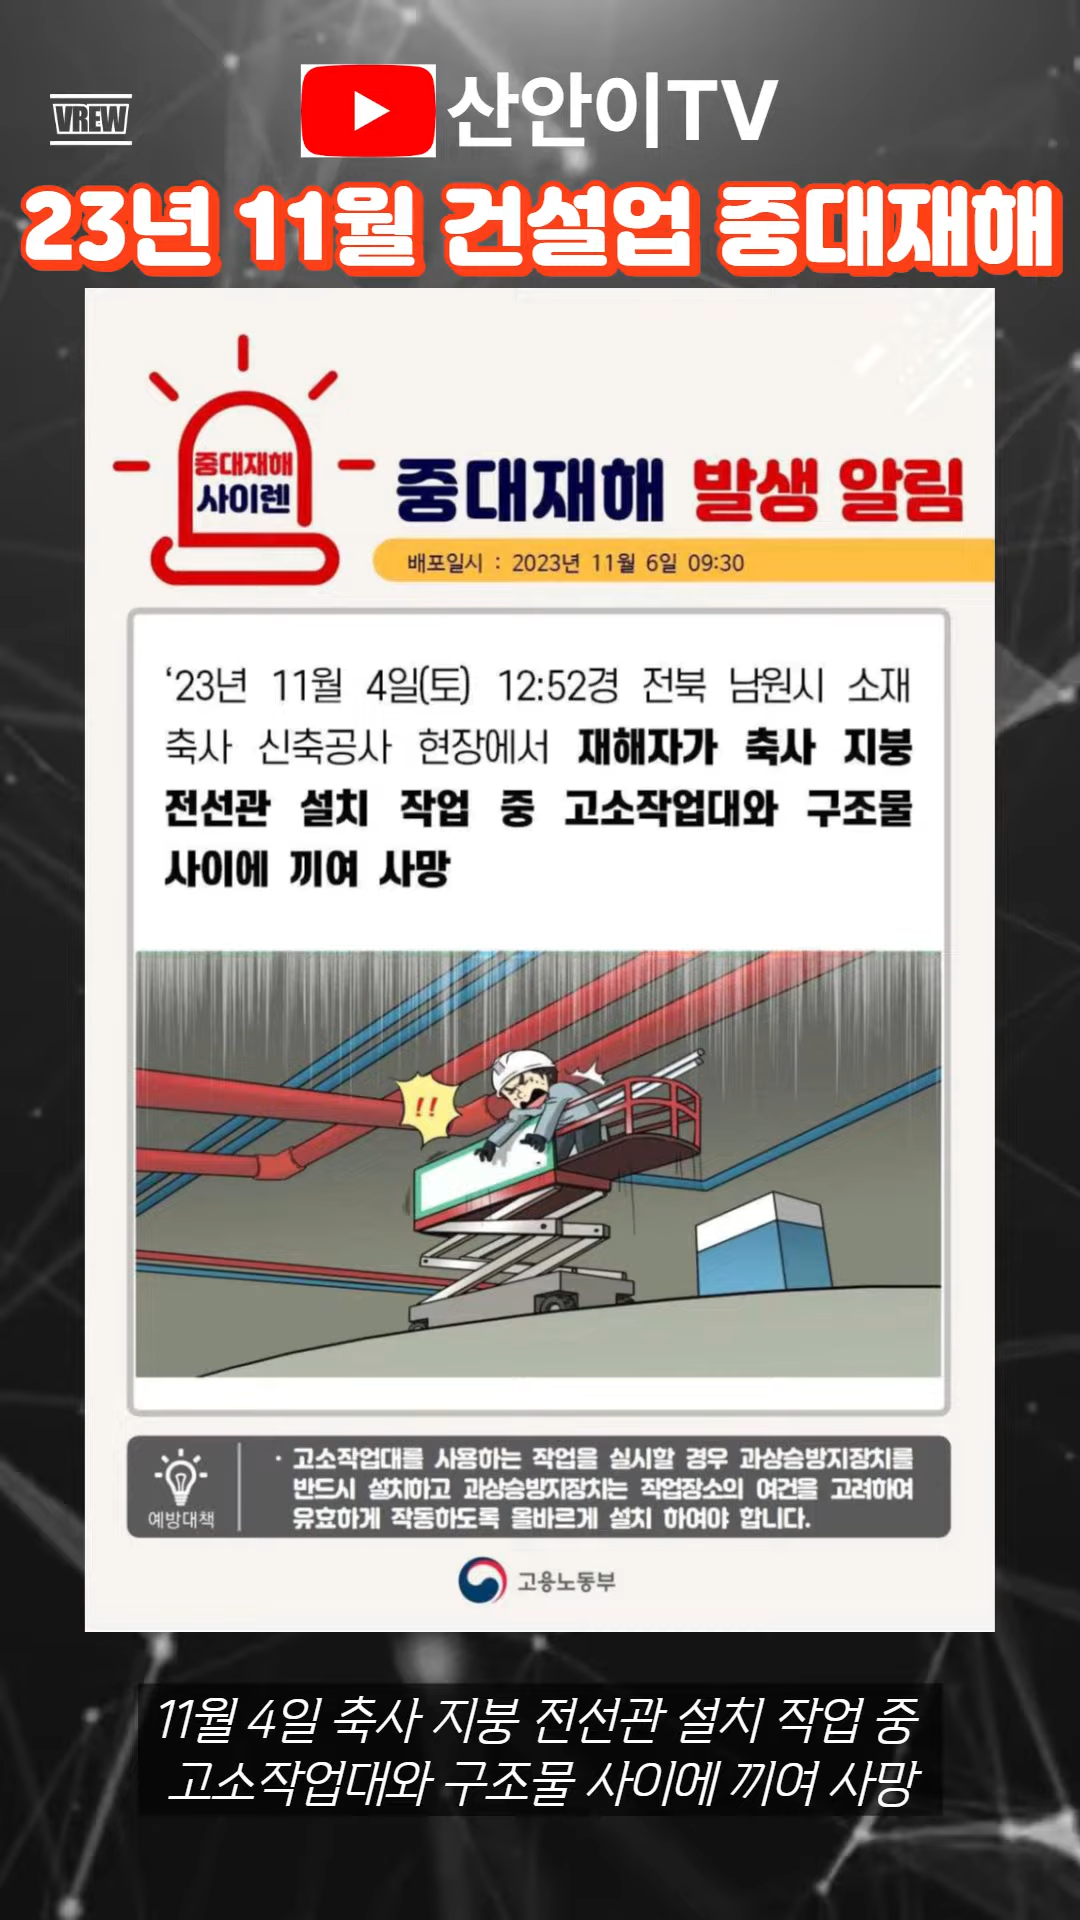 VREW
산안이TV
23년 11월 건설업 중대재해
중대재해
사이렌
중대재해 발생 알림
배포일시 : 2023년 11월 6일 09:30
‘23년 11월 4일(토) 12:52경 전북 남원시 소재
축사 신축공사 현장에서 재해자가 축사 지붕
전선관 설치 작업 중 고소작업대와 구조물
사이에 끼여 사망
!!
예방대책
· 고소작업대를 사용하는 작업을 실시할 경우 과상승방지장치를
반드시 설치하고 과상승방지장치는 작업장소의 여건을 고려하여
유효하게 작동하도록 올바르게 설치 하여야 합니다.
고용노동부
11월 4일 축사 지붕 전선관 설치 작업 중
고소작업대와 구조물 사이에 끼여 사망